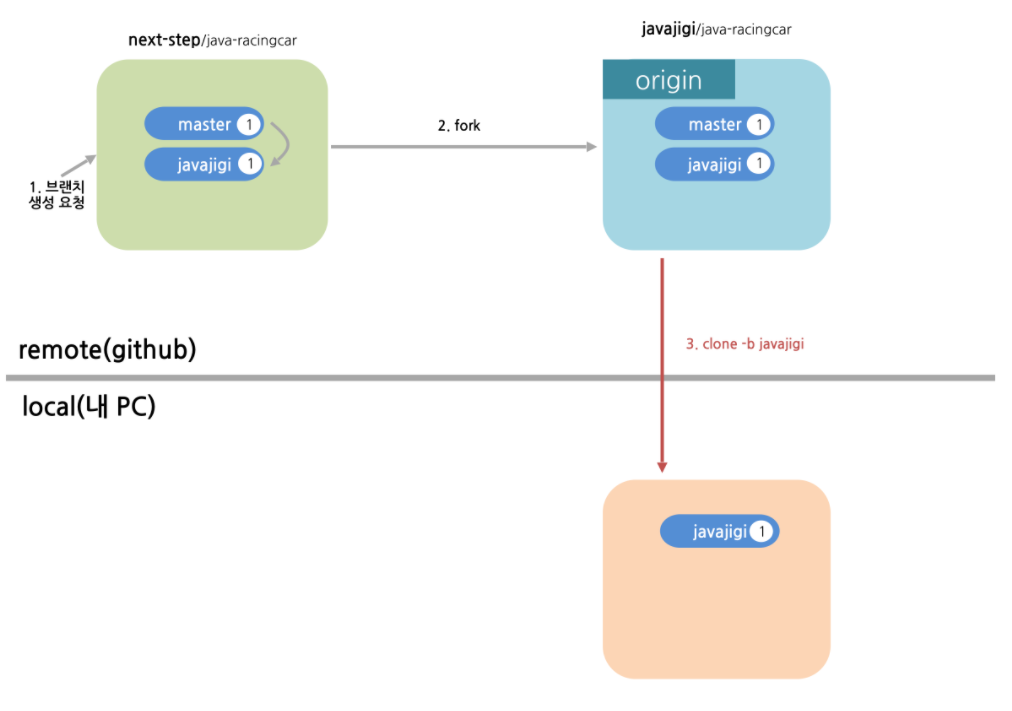 next-step/java-racingcar
javajigi/java-racingcar
origin
master 1
javajigi 1
1. 브랜치
생성 요청
2. fork
master 1
javajigi 1
3. clone -b javajigi
remote(github)
local(내 PC)
javajigi 1